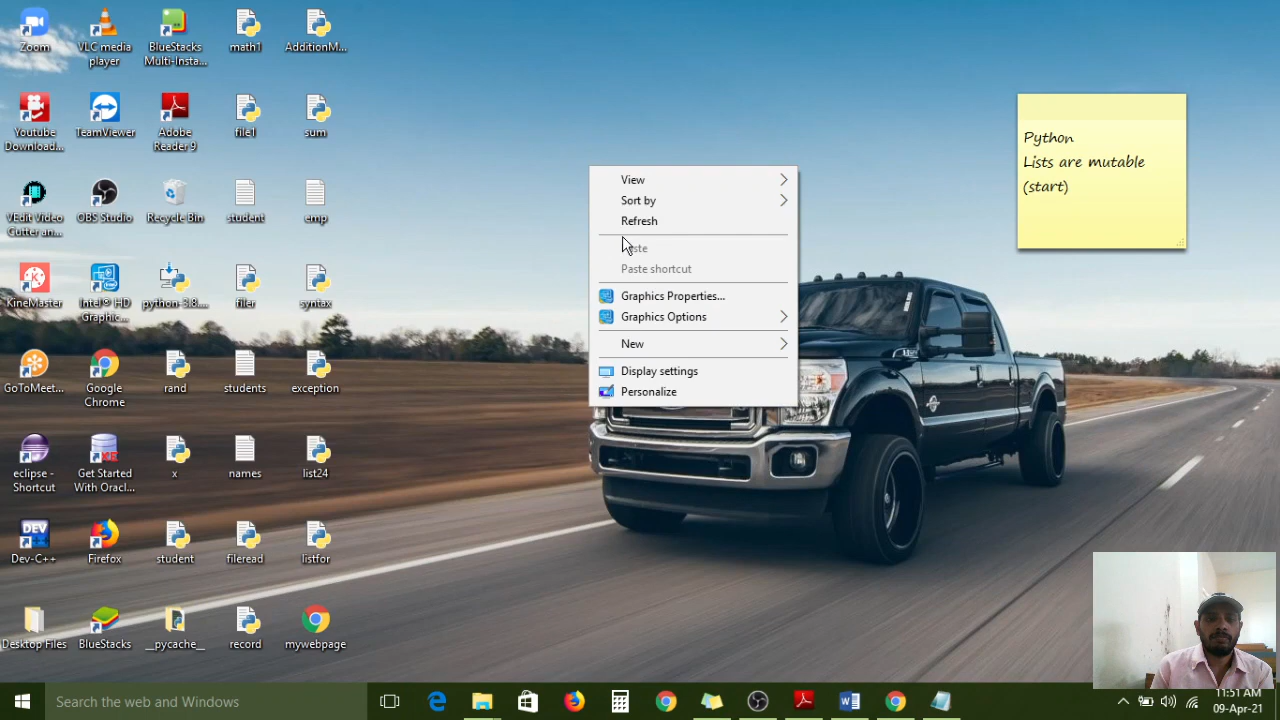 Zoom
VLC media
player
BlueStacks
Multi-Insta...
math1
AdditionM...
Youtube
Download...
TeamViewer
Adobe
Reader 9
file1
sum
VEdit Video
Cutter an...
OBS Studio
Recycle Bin
student
emp
KineMaster
Intel® HD
Graphic...
python-3.8....
filer
syntax
GoToMeet...
Google
Chrome
rand
students
exception
eclipse -
Shortcut
Get Started
With Oracl...
x
names
list24
DEV
Dev-C++
Firefox
student
fileread
listfor
Desktop Files
BlueStacks
__pycache__
record
mywebpage
View
Sort by
Refresh
Paste shortcut
Graphics Properties...
Graphics Options
New
Display settings
Personalize
Python
Lists are mutable
(start)
Search the web and Windows
11:51 AM
09-Apr-21